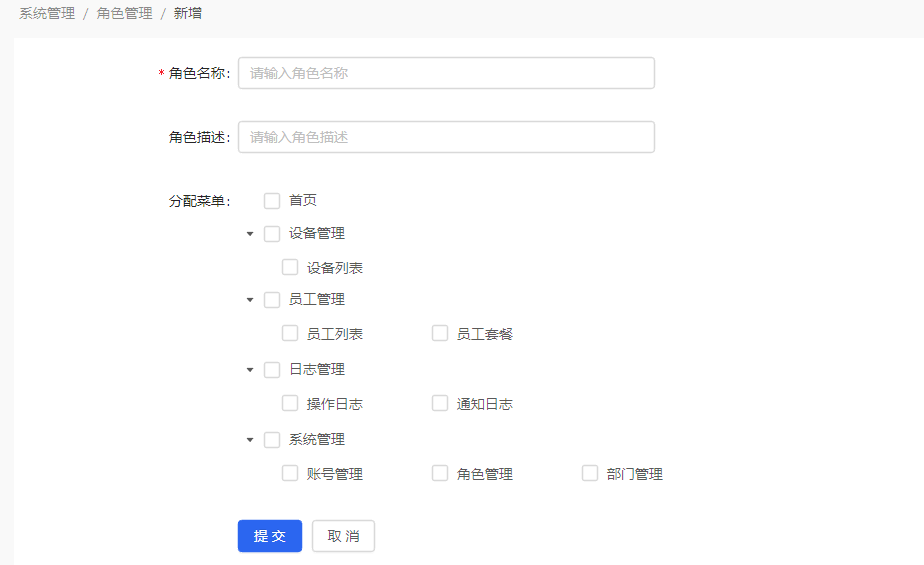 系统管理 / 角色管理 / 新增
* 角色名称: 请输入角色名称
角色描述: 请输入角色描述
分配菜单: 首页
设备管理
设备列表
员工管理
员工列表 员工套餐
日志管理
操作日志 通知日志
系统管理
账号管理 角色管理 部门管理
提交 取消